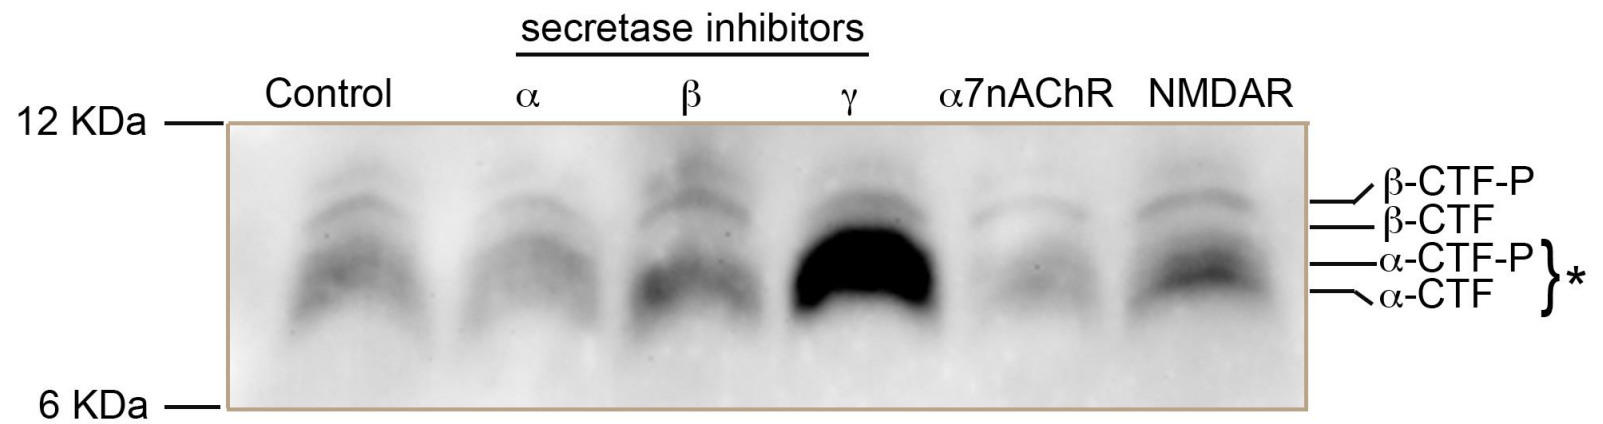 secretase inhibitors
Control α β γ α7nAChR NMDAR
12 KDa
β-CTF-P
β-CTF
α-CTF-P
α-CTF
}*
6 KDa